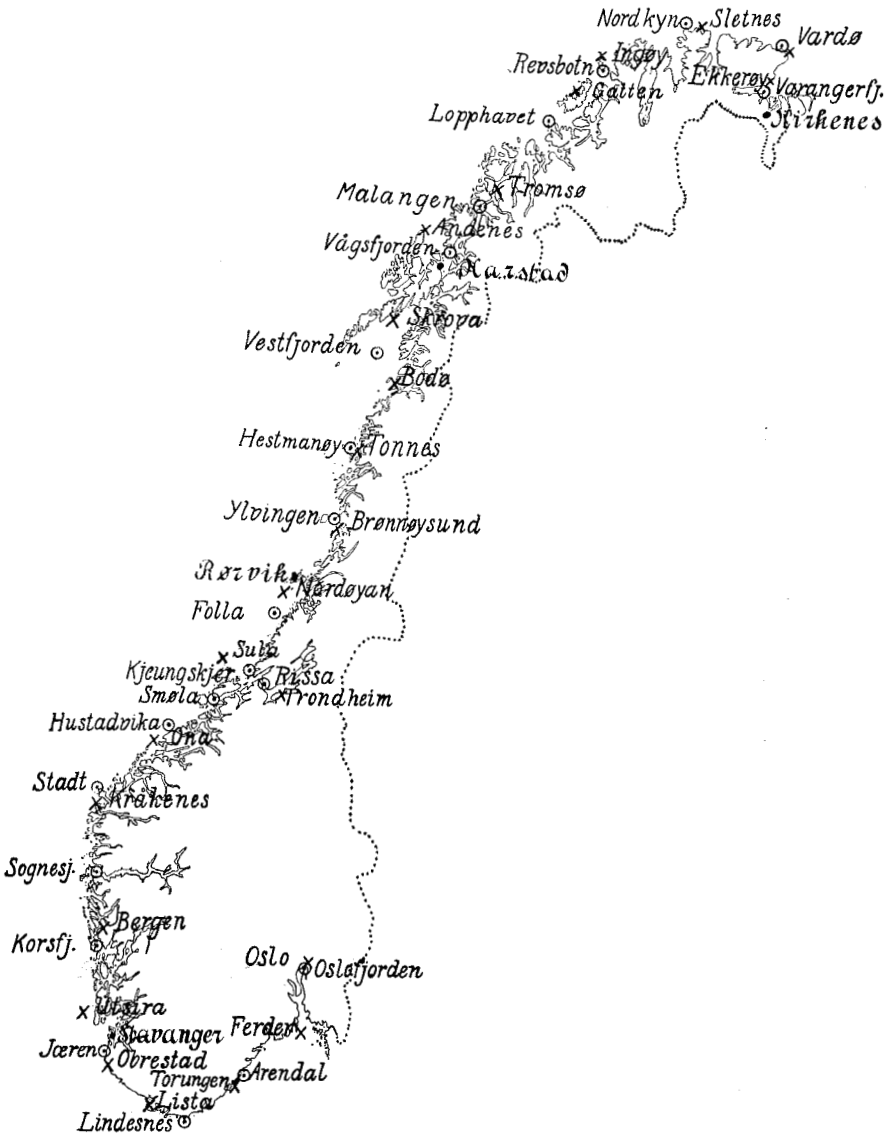 Nordkyn
Sletnes
Vardø
Ingøy
Revsbotn
Ekkerøy
Galten
Varangerfj.
Lopphavet
Kirkenes
Malangen
Tromsø
Andenes
Vågsfjorden
Harstad
Skrova
Vestfjorden
Bodø
Hestmanøy
Tonnes
Ylvingen
Brønnøysund
Rørvik
Nordøyan
Folla
Sula
Kjeungskjer
Rissa
Smøla
Trondheim
Hustadvika
Ona
Stadt
Kråkenes
Sognesj.
Bergen
Korsfj.
Oslo
Oslofjorden
Utsira
Stavanger
Ferder
Jæren
Obrestad
Torungen
Arendal
Lista
Lindesnes